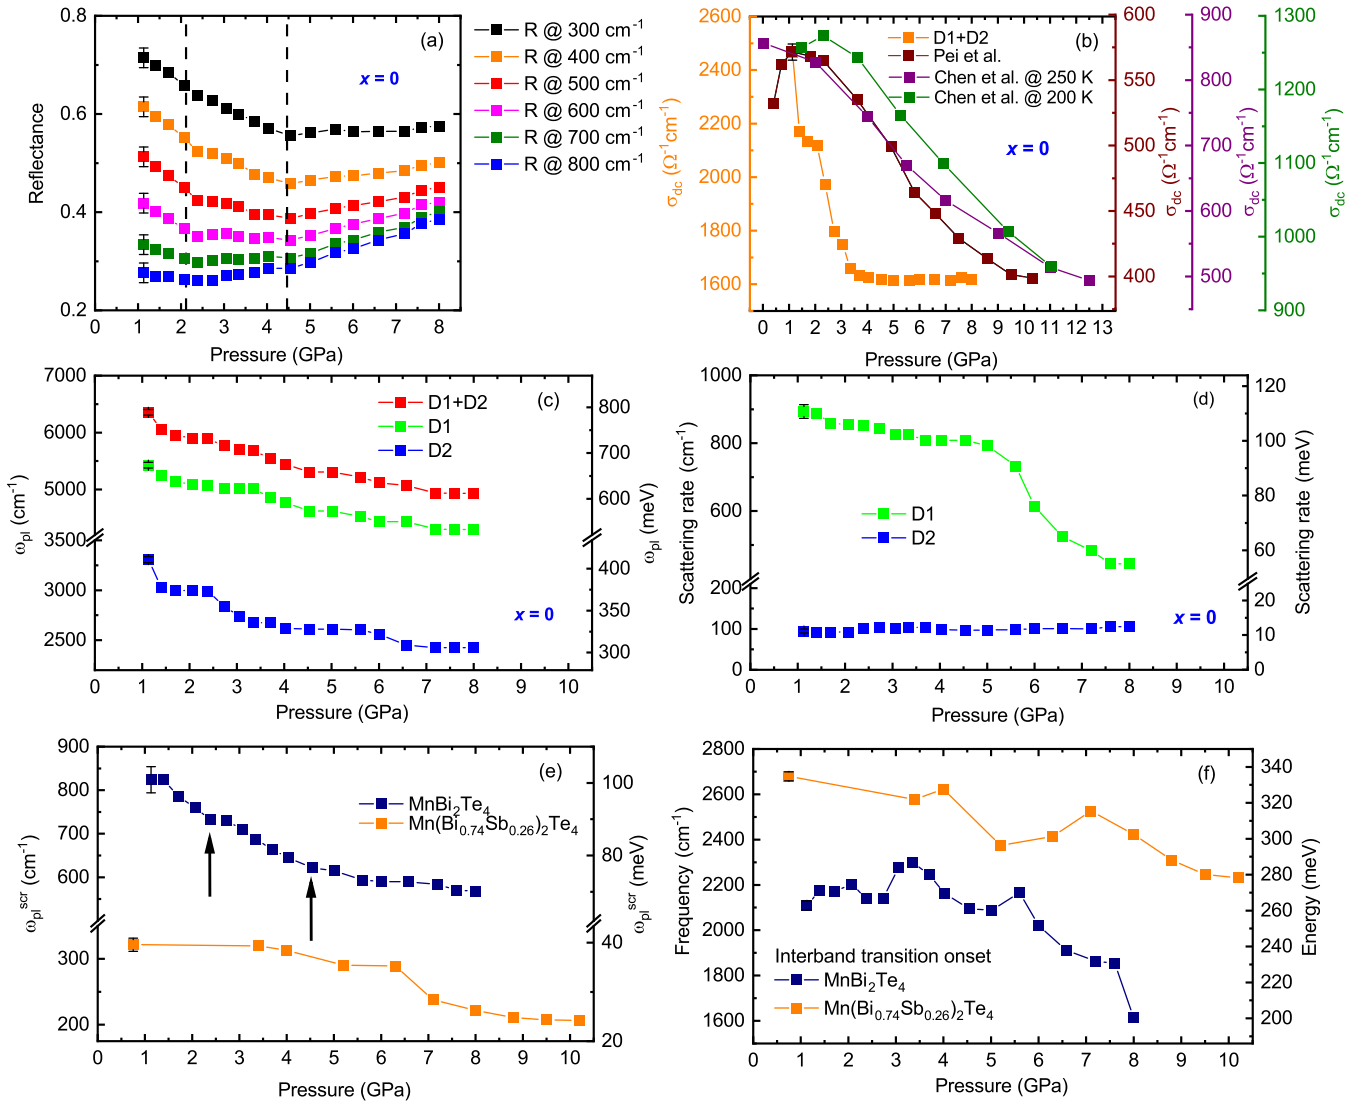 (a)
x = 0
R @ 300 cm⁻¹
R @ 400 cm⁻¹
R @ 500 cm⁻¹
R @ 600 cm⁻¹
R @ 700 cm⁻¹
R @ 800 cm⁻¹
Reflectance
0.8
0.6
0.4
0.2
0 1 2 3 4 5 6 7 8
Pressure (GPa)
(b)
D1+D2
Pei et al.
Chen et al. @ 250 K
Chen et al. @ 200 K
x = 0
σdc (Ω⁻¹cm⁻¹)
2600
2400
2200
2000
1800
1600
σdc (Ω⁻¹cm⁻¹)
600
550
500
450
400
σdc (Ω⁻¹cm⁻¹)
900
800
700
600
500
σdc (Ω⁻¹cm⁻¹)
1300
1200
1100
1000
900
0 1 2 3 4 5 6 7 8 9 10 11 12 13
Pressure (GPa)
(c)
D1+D2
D1
D2
x = 0
ωpl (cm⁻¹)
7000
6000
5000
3500
3000
2500
ωpl (meV)
800
700
600
400
350
300
0 1 2 3 4 5 6 7 8 9 10
Pressure (GPa)
(d)
D1
D2
x = 0
Scattering rate (cm⁻¹)
1000
800
600
200
100
0
Scattering rate (meV)
120
100
80
60
20
10
0
0 1 2 3 4 5 6 7 8 9 10
Pressure (GPa)
(e)
MnBi₂Te₄
Mn(Bi₀.₇₄Sb₀.₂₆)₂Te₄
ωplˢᶜʳ (cm⁻¹)
900
800
700
600
300
200
ωpl (meV)
100
80
40
20
0 1 2 3 4 5 6 7 8 9 10
Pressure (GPa)
(f)
Interband transition onset
MnBi₂Te₄
Mn(Bi₀.₇₄Sb₀.₂₆)₂Te₄
Frequency (cm⁻¹)
2800
2600
2400
2200
2000
1800
1600
Energy (meV)
340
320
300
280
260
240
220
200
0 1 2 3 4 5 6 7 8 9 10
Pressure (GPa)